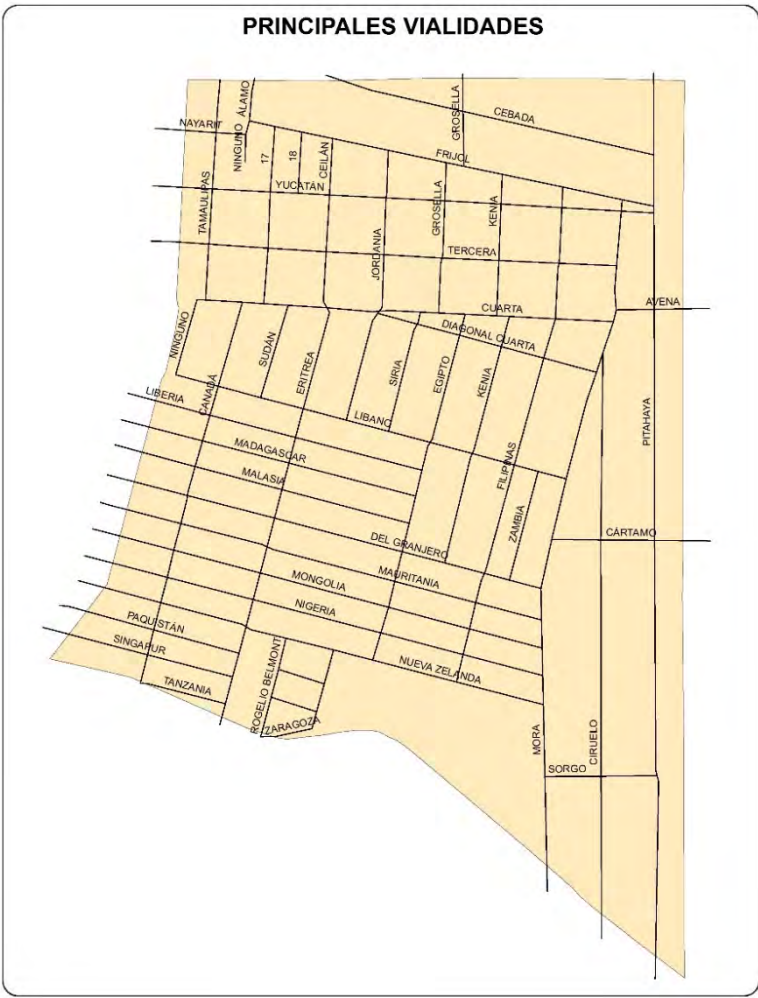 PRINCIPALES VIALIDADES
NAYARIT
NINGUNO
ÁLAMO
GROSELLA
CEBADA
TAMAULIPAS
17
18
CEILÁN
FRIJOL
YUCATÁN
JORDANIA
GROSELLA
KENIA
TERCERA
CUARTA
AVENA
NINGUNO
SUDÁN
ERITREA
DIAGONAL CUARTA
SIRIA
EGIPTO
KENIA
LIBERIA
CANADÁ
LIBANO
PITAHAYA
MADAGASCAR
MALASIA
FILIPINAS
ZAMBIA
DEL GRANJERO
CÁRTAMO
MAURITANIA
MONGOLIA
NIGERIA
PAQUISTÁN
SINGAPUR
TANZANIA
ROGELIO BELMONT
NUEVA ZELANDA
ZARAGOZA
MORA
CIRUELO
SORGO